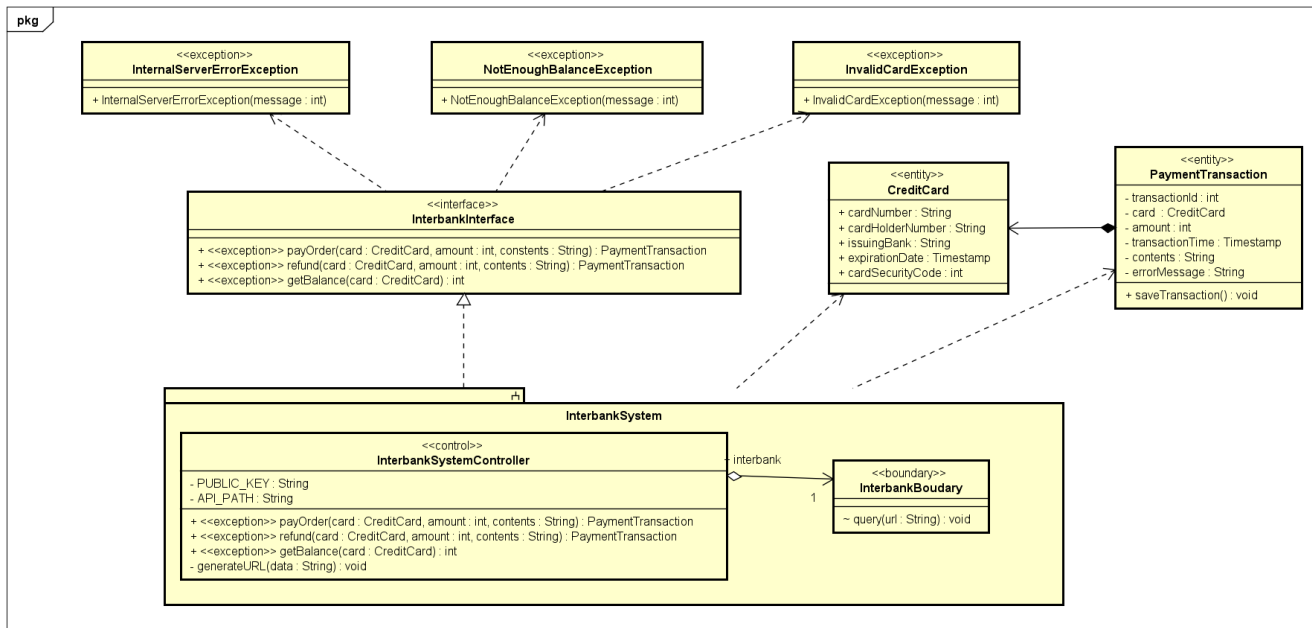 pkg
<<exception>>
InternalServerErrorException
+ InternalServerErrorException(message : int)
<<exception>>
NotEnoughBalanceException
+ NotEnoughBalanceException(message : int)
<<exception>>
InvalidCardException
+ InvalidCardException(message : int)
<<interface>>
InterbankInterface
+ <<exception>> payOrder(card : CreditCard, amount : int, constents : String) : PaymentTransaction
+ <<exception>> refund(card : CreditCard, amount : int, contents : String) : PaymentTransaction
+ <<exception>> getBalance(card : CreditCard) : int
<<entity>>
CreditCard
+ cardNumber : String
+ cardHolderNumber : String
+ issuingBank : String
+ expirationDate : Timestamp
+ cardSecurityCode : int
<<entity>>
PaymentTransaction
- transactionId : int
- card : CreditCard
- amount : int
- transactionTime : Timestamp
- contents : String
- errorMessage : String
+ saveTransaction() : void
InterbankSystem
<<control>>
InterbankSystemController
- PUBLIC_KEY : String
- API_PATH : String
+ <<exception>> payOrder(card : CreditCard, amount : int, contents : String) : PaymentTransaction
+ <<exception>> refund(card : CreditCard, amount : int, contents : String) : PaymentTransaction
+ <<exception>> getBalance(card : CreditCard) : int
- generateURL(data : String) : void
- interbank
1
<<boundary>>
InterbankBoudary
~ query(url : String) : void